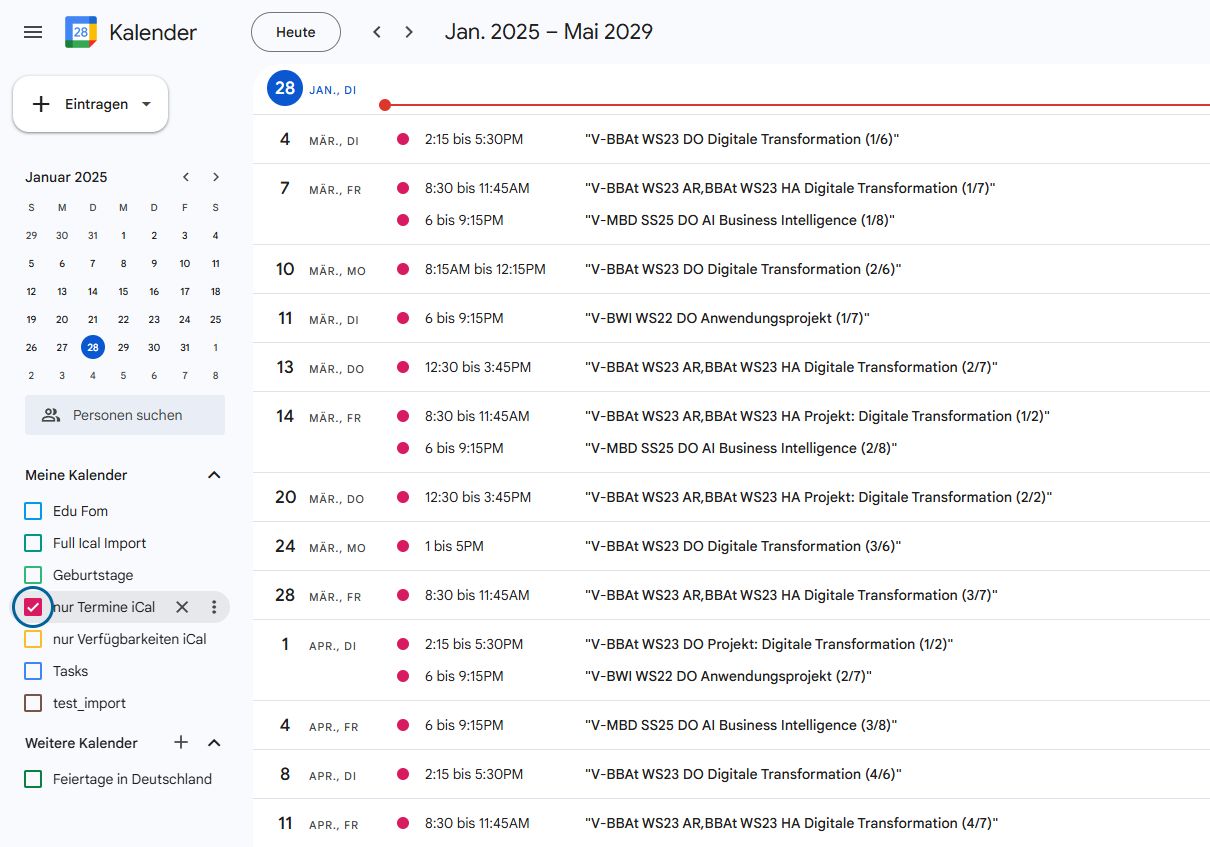 28 Kalender
Heute
Jan. 2025 – Mai 2029
Eintragen
Januar 2025
S M D M D F S
29 30 31 1 2 3 4
5 6 7 8 9 10 11
12 13 14 15 16 17 18
19 20 21 22 23 24 25
26 27 28 29 30 31 1
2 3 4 5 6 7 8
Personen suchen
Meine Kalender
Edu Fom
Full Ical Import
Geburtstage
nur Termine iCal
nur Verfügbarkeiten iCal
Tasks
test_import
Weitere Kalender
Feiertage in Deutschland
28 JAN., DI
4 MÄR., DI 2:15 bis 5:30PM "V-BBAt WS23 DO Digitale Transformation (1/6)"
7 MÄR., FR 8:30 bis 11:45AM "V-BBAt WS23 AR,BBAt WS23 HA Digitale Transformation (1/7)"
6 bis 9:15PM "V-MBD SS25 DO AI Business Intelligence (1/8)"
10 MÄR., MO 8:15AM bis 12:15PM "V-BBAt WS23 DO Digitale Transformation (2/6)"
11 MÄR., DI 6 bis 9:15PM "V-BWI WS22 DO Anwendungsprojekt (1/7)"
13 MÄR., DO 12:30 bis 3:45PM "V-BBAt WS23 AR,BBAt WS23 HA Digitale Transformation (2/7)"
14 MÄR., FR 8:30 bis 11:45AM "V-BBAt WS23 AR,BBAt WS23 HA Projekt: Digitale Transformation (1/2)"
6 bis 9:15PM "V-MBD SS25 DO AI Business Intelligence (2/8)"
20 MÄR., DO 12:30 bis 3:45PM "V-BBAt WS23 AR,BBAt WS23 HA Projekt: Digitale Transformation (2/2)"
24 MÄR., MO 1 bis 5PM "V-BBAt WS23 DO Digitale Transformation (3/6)"
28 MÄR., FR 8:30 bis 11:45AM "V-BBAt WS23 AR,BBAt WS23 HA Digitale Transformation (3/7)"
1 APR., DI 2:15 bis 5:30PM "V-BBAt WS23 DO Projekt: Digitale Transformation (1/2)"
6 bis 9:15PM "V-BWI WS22 DO Anwendungsprojekt (2/7)"
4 APR., FR 6 bis 9:15PM "V-MBD SS25 DO AI Business Intelligence (3/8)"
8 APR., DI 2:15 bis 5:30PM "V-BBAt WS23 DO Digitale Transformation (4/6)"
11 APR., FR 8:30 bis 11:45AM "V-BBAt WS23 AR,BBAt WS23 HA Digitale Transformation (4/7)"